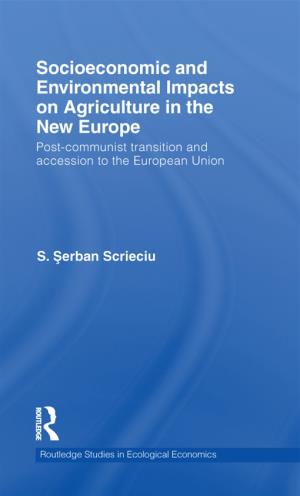 Socioeconomic and
Environmental Impacts
on Agriculture in the
New Europe
Post-communist transition and
accession to the European Union
S. Şerban Scrieciu
ROUTLEDGE
Routledge Studies in Ecological Economics